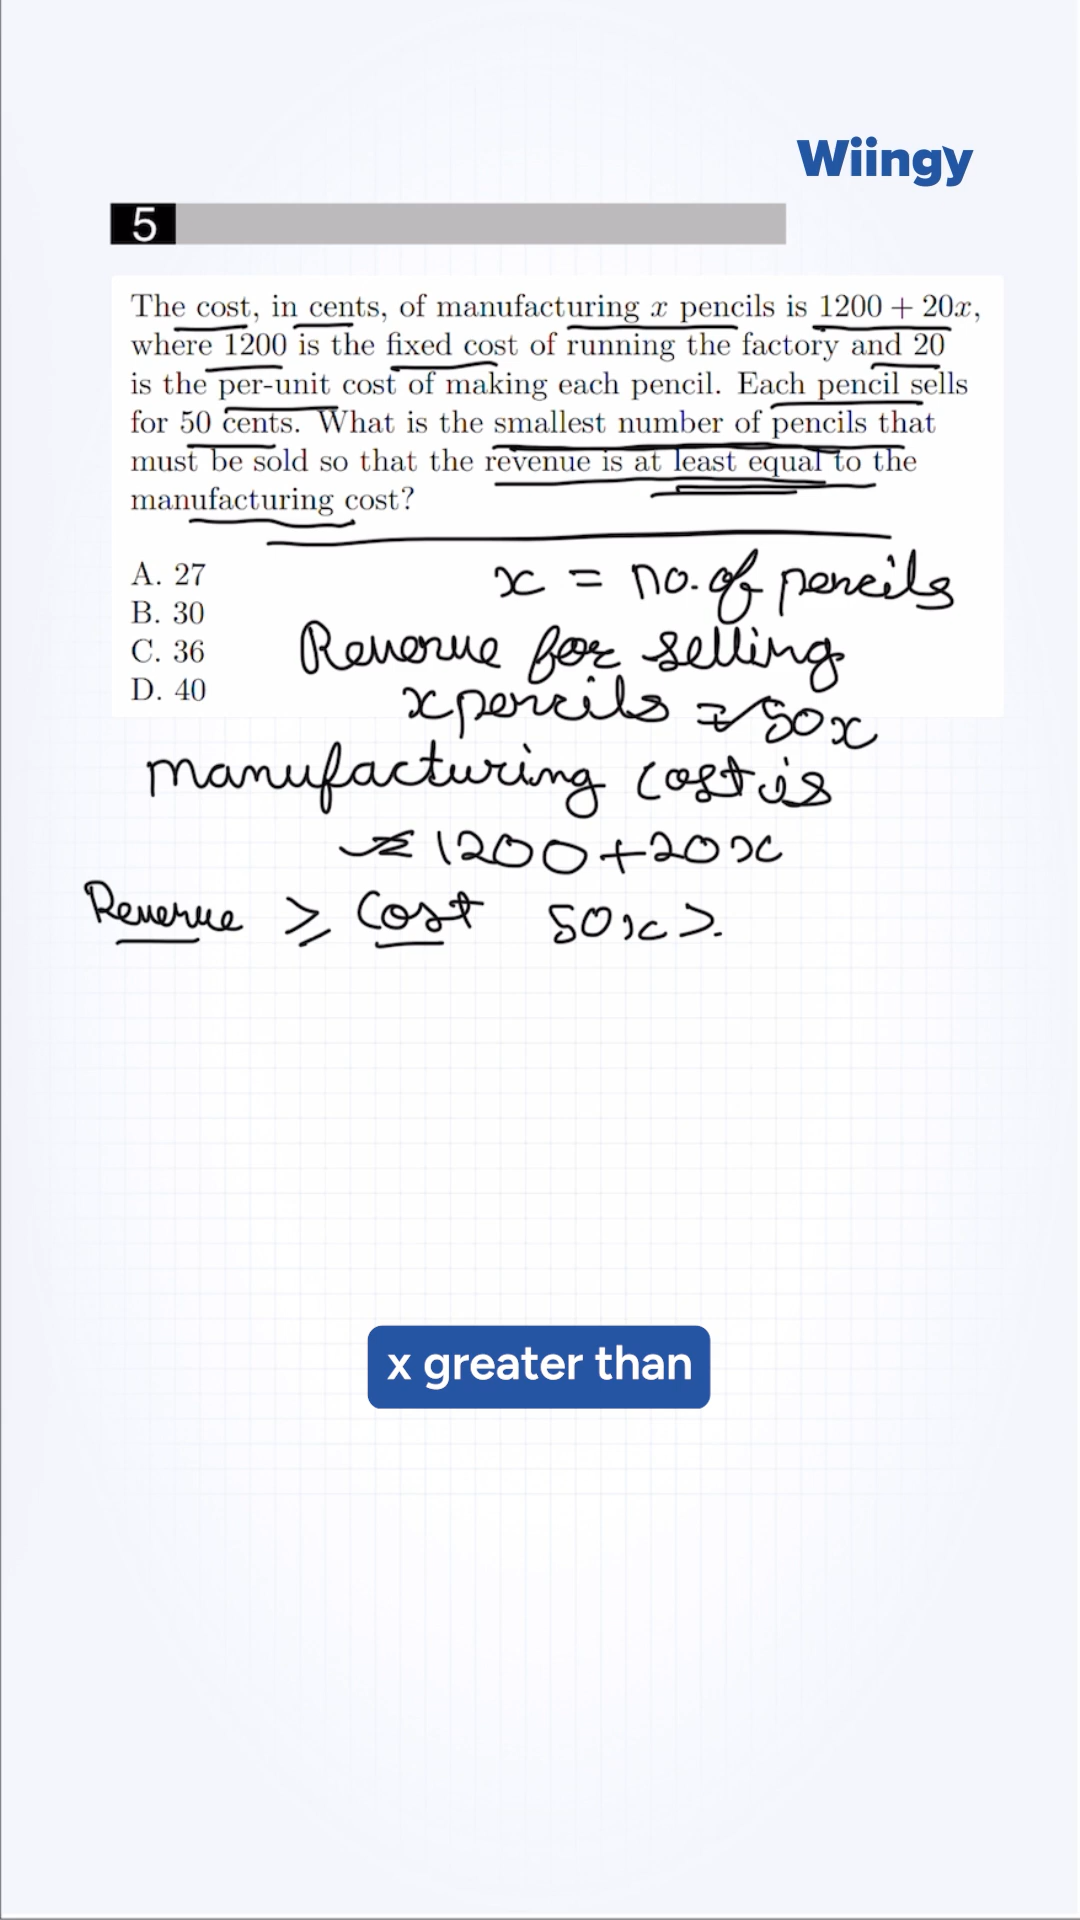 Wiingy
5
The cost, in cents, of manufacturing x pencils is 1200 + 20x,
where 1200 is the fixed cost of running the factory and 20
is the per-unit cost of making each pencil. Each pencil sells
for 50 cents. What is the smallest number of pencils that
must be sold so that the revenue is at least equal to the
manufacturing cost?
A. 27
B. 30
C. 36
D. 40
x = no. of pencils
Revenue for selling
x pencils = 50x
manufacturing cost is
= 1200+20x
Revenue ≥ Cost 50x >.
x greater than